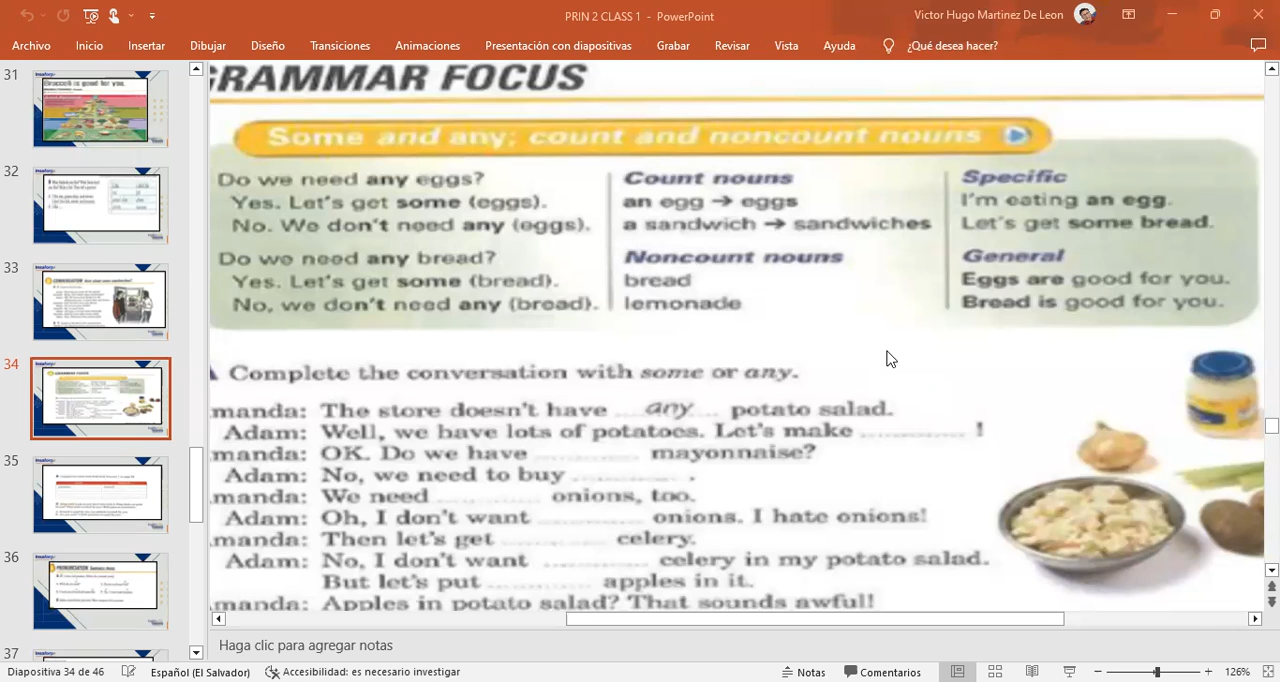 PRIN 2 CLASS 1 - PowerPoint
Victor Hugo Martinez De Leon
Archivo Inicio Insertar Dibujar Diseño Transiciones Animaciones Presentación con diapositivas Grabar Revisar Vista Ayuda ¿Qué desea hacer?
31
32
33
34
35
36
37
GRAMMAR FOCUS
Some and any; count and noncount nouns
Do we need any eggs?
Yes. Let's get some (eggs).
No. We don't need any (eggs).
Do we need any bread?
Yes. Let's get some (bread).
No, we don't need any (bread).
Count nouns
an egg → eggs
a sandwich → sandwiches
Noncount nouns
bread
lemonade
Specific
I'm eating an egg.
Let's get some bread.
General
Eggs are good for you.
Bread is good for you.
Complete the conversation with some or any.
manda: The store doesn't have any potato salad.
Adam: Well, we have lots of potatoes. Let's make .......... !
manda: OK. Do we have .......... mayonnaise?
Adam: No, we need to buy .......... .
manda: We need .......... onions, too.
Adam: Oh, I don't want .......... onions. I hate onions!
manda: Then let's get .......... celery.
Adam: No, I don't want .......... celery in my potato salad.
But let's put .......... apples in it.
manda: Apples in potato salad? That sounds awful!
Haga clic para agregar notas
Diapositiva 34 de 46 Español (El Salvador) Accesibilidad: es necesario investigar Notas Comentarios 126%